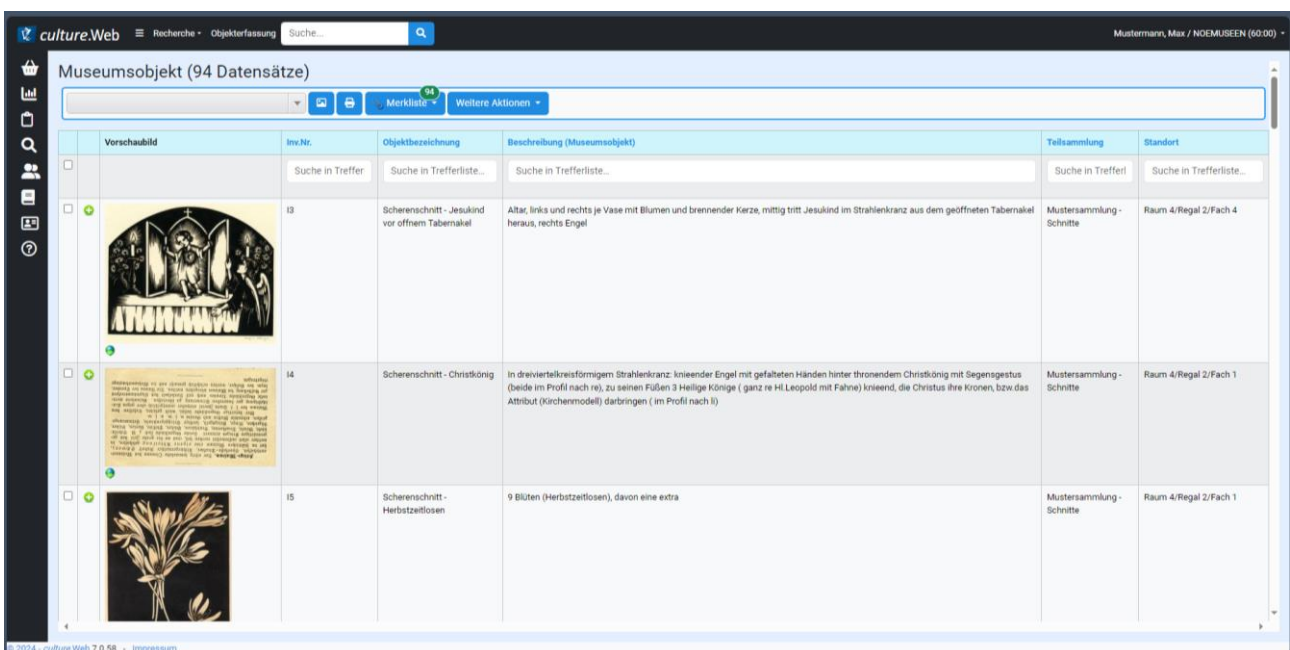 culture.Web
Recherche
Objekterfassung
Suche...
Mustermann, Max / NOEMUSEEN (60:00)
Museumsobjekt (94 Datensätze)
94
Merkliste
Weitere Aktionen
Vorschaubild
Inv.Nr.
Objektbezeichnung
Beschreibung (Museumsobjekt)
Teilsammlung
Standort
Suche in Treffer
Suche in Trefferliste...
Suche in Trefferliste...
Suche in Trefferl
Suche in Trefferliste...
I3
Scherenschnitt - Jesukind
vor offnem Tabernakel
Altar, links und rechts je Vase mit Blumen und brennender Kerze, mittig tritt Jesukind im Strahlenkranz aus dem geöffneten Tabernakel
heraus, rechts Engel
Mustersammlung -
Schnitte
Raum 4/Regal 2/Fach 4
I4
Scherenschnitt - Christkönig
In dreiviertelkreisförmigem Strahlenkranz: knieender Engel mit gefalteten Händen hinter thronendem Christkönig mit Segensgestus
(beide im Profil nach re), zu seinen Füßen 3 Heilige Könige ( ganz re Hl.Leopold mit Fahne) knieend, die Christus ihre Kronen, bzw.das
Attribut (Kirchenmodell) darbringen ( im Profil nach li)
Mustersammlung -
Schnitte
Raum 4/Regal 2/Fach 1
I5
Scherenschnitt -
Herbstzeitlosen
9 Blüten (Herbstzeitlosen), davon eine extra
Mustersammlung -
Schnitte
Raum 4/Regal 2/Fach 1
© 2024 - culture.Web 7.0.58 - Impressum